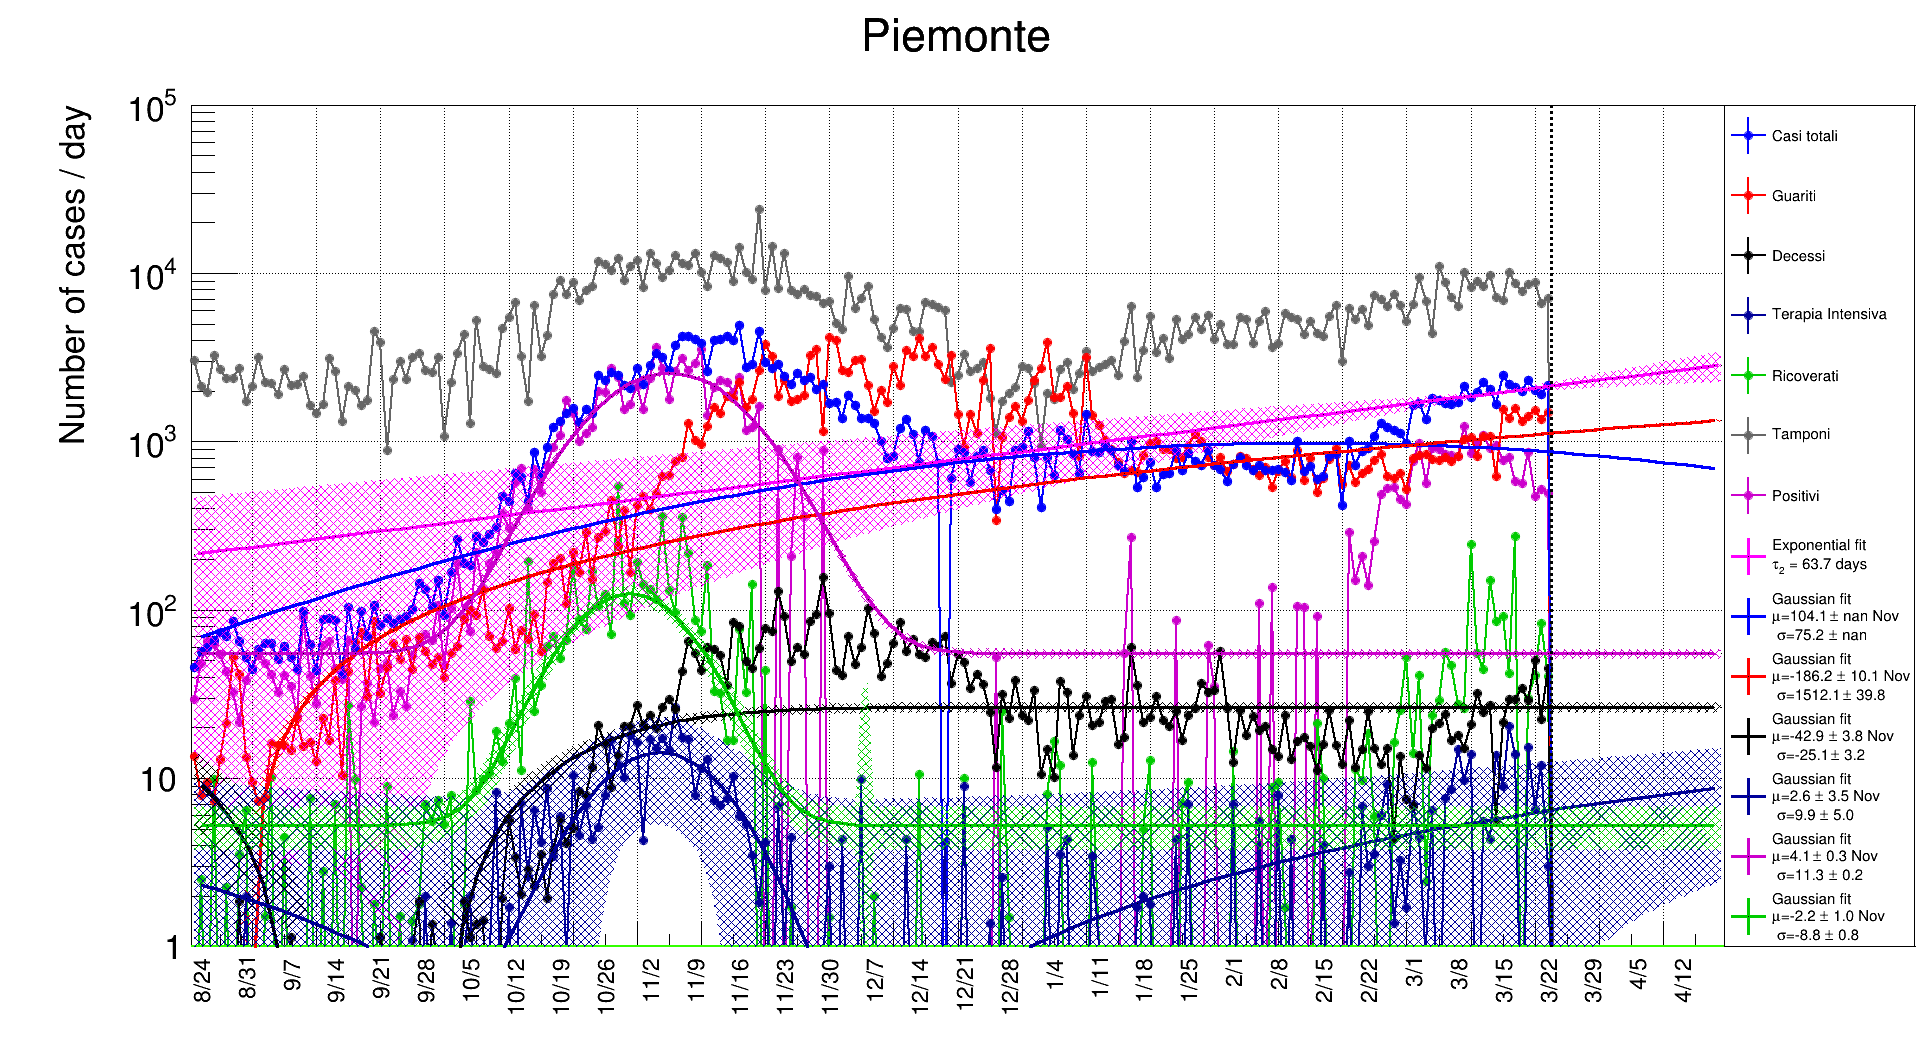 Piemonte
Number of cases / day
10⁵
10⁴
10³
10²
10
1
8/24
8/31
9/7
9/14
9/21
9/28
10/5
10/12
10/19
10/26
11/2
11/9
11/16
11/23
11/30
12/7
12/14
12/21
12/28
1/4
1/11
1/18
1/25
2/1
2/8
2/15
2/22
3/1
3/8
3/15
3/22
3/29
4/5
4/12
Casi totali
Guariti
Decessi
Terapia Intensiva
Ricoverati
Tamponi
Positivi
Exponential fit
τ₂ = 63.7 days
Gaussian fit
μ=104.1 ± nan Nov
σ=75.2 ± nan
Gaussian fit
μ=-186.2 ± 10.1 Nov
σ=1512.1 ± 39.8
Gaussian fit
μ=-42.9 ± 3.8 Nov
σ=-25.1 ± 3.2
Gaussian fit
μ=2.6 ± 3.5 Nov
σ=9.9 ± 5.0
Gaussian fit
μ=4.1 ± 0.3 Nov
σ=11.3 ± 0.2
Gaussian fit
μ=-2.2 ± 1.0 Nov
σ=-8.8 ± 0.8